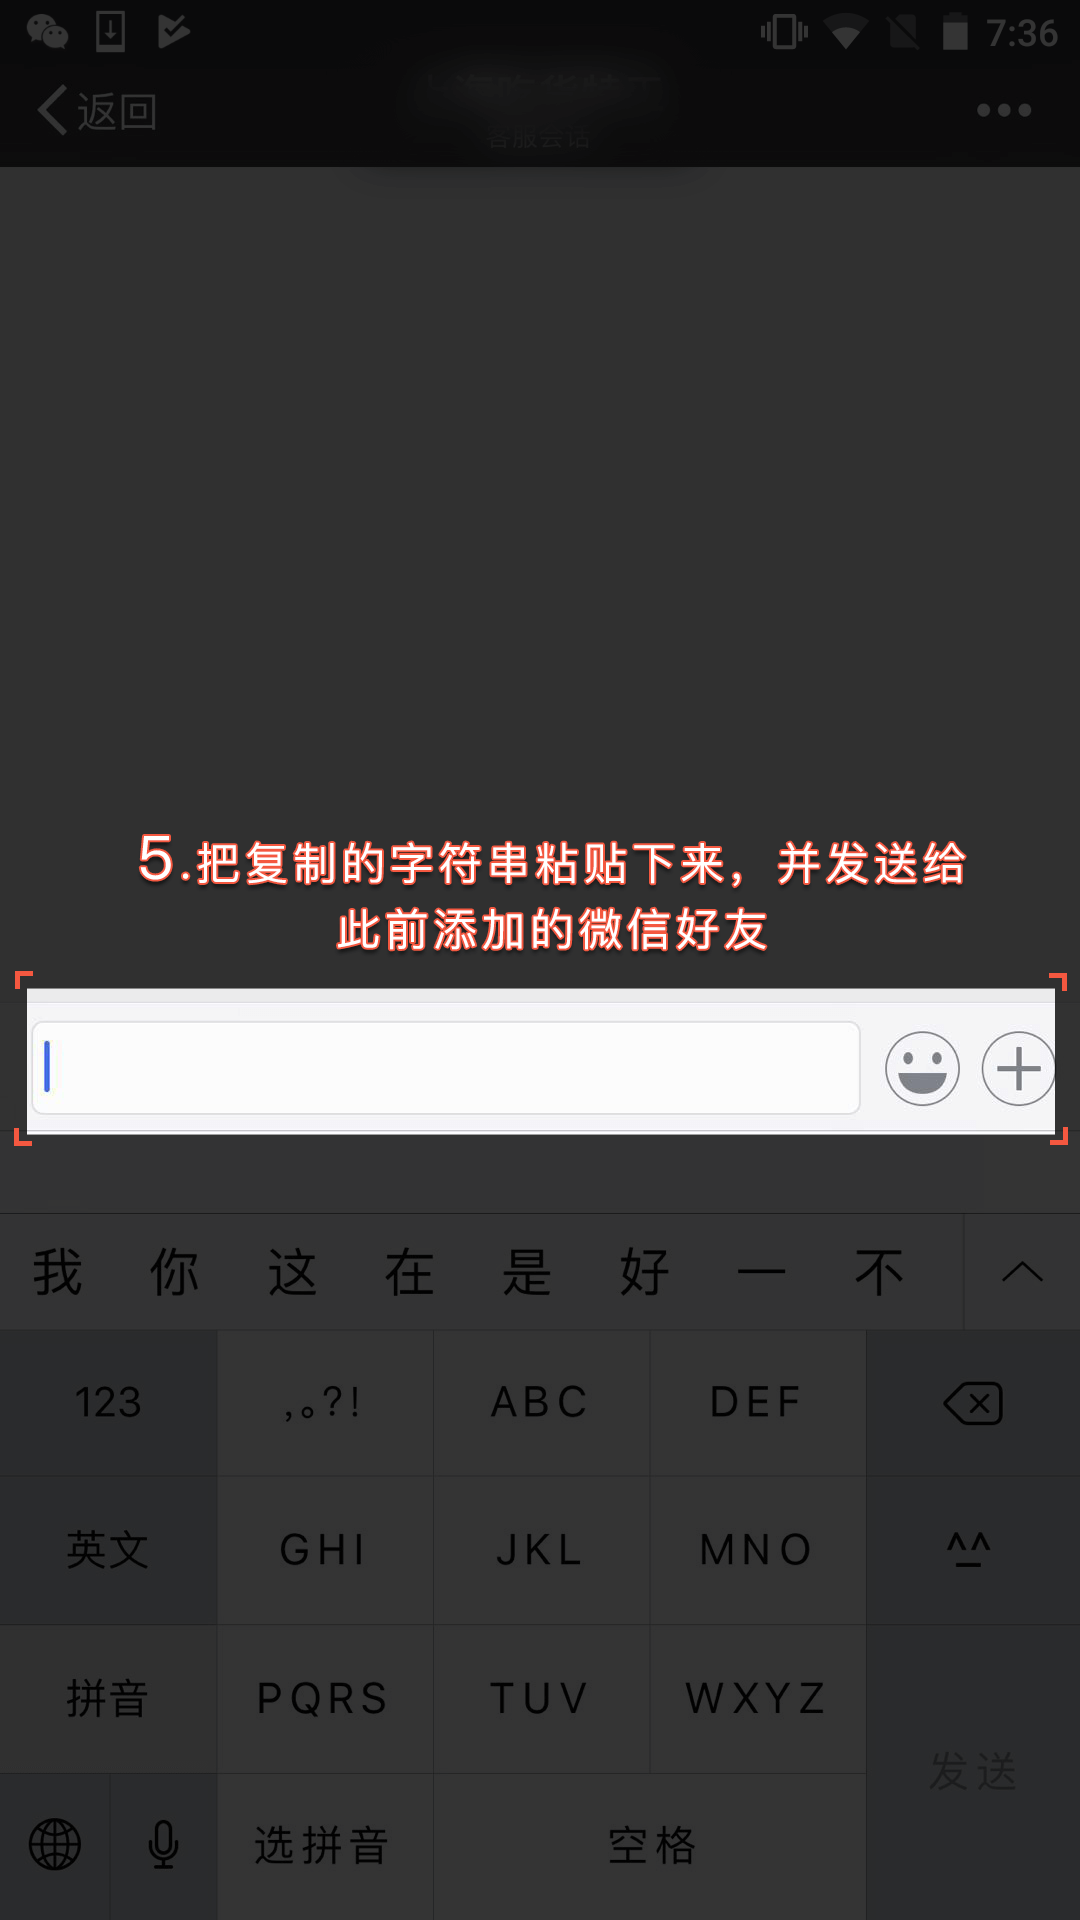 7:36
返回
客服会话
5.把复制的字符串粘贴下来，并发送给
此前添加的微信好友
我 你 这 在 是 好 一 不
123 ,。?! ABC DEF
英文 GHI JKL MNO ^^
拼音 PQRS TUV WXYZ
发送
选拼音 空格